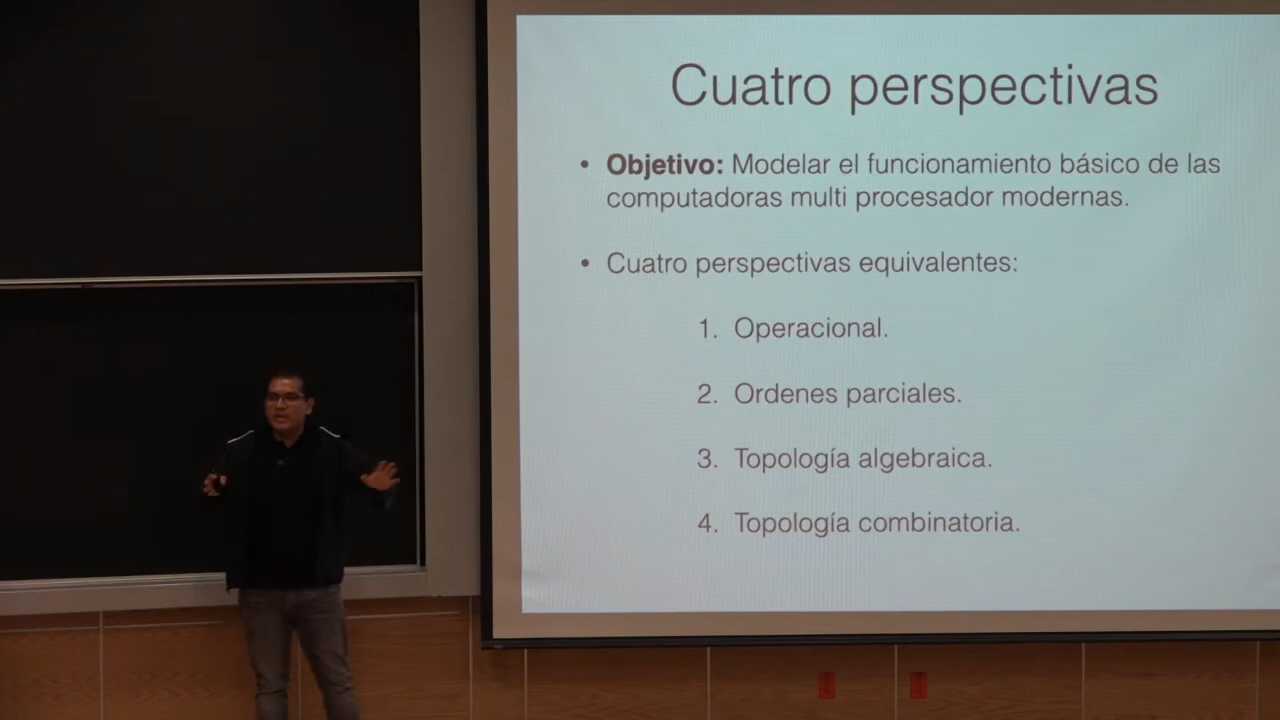 Cuatro perspectivas
• Objetivo: Modelar el funcionamiento básico de las
computadoras multi procesador modernas.
• Cuatro perspectivas equivalentes:
1. Operacional.
2. Ordenes parciales.
3. Topología algebraica.
4. Topología combinatoria.